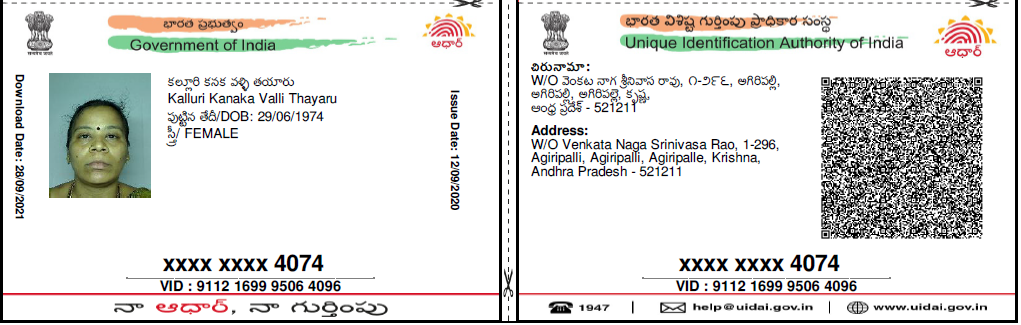 భారత ప్రభుత్వం
Government of India
ఆధార్
Download Date: 28/09/2021
కల్లూరి కనక వళ్ళి తయారు
Kalluri Kanaka Valli Thayaru
పుట్టిన తేదీ/DOB: 29/06/1974
స్త్రీ/ FEMALE
Issue Date: 12/09/2020
xxxx xxxx 4074
VID : 9112 1699 9506 4096
నా ఆధార్, నా గుర్తింపు
భారత విశిష్ట గుర్తింపు ప్రాధికార సంస్థ
Unique Identification Authority of India
ఆధార్
చిరునామా:
W/O వెంకట నాగ శ్రీనివాస రావు, ౧-౨౯౬, అగిరిపల్లి,
అగిరిపల్లి, అగిరిపల్లె, కృష్ణ,
ఆంధ్ర ప్రదేశ్ - 521211
Address:
W/O Venkata Naga Srinivasa Rao, 1-296,
Agiripalli, Agiripalli, Agiripalle, Krishna,
Andhra Pradesh - 521211
xxxx xxxx 4074
VID : 9112 1699 9506 4096
1947 | help@uidai.gov.in | www.uidai.gov.in